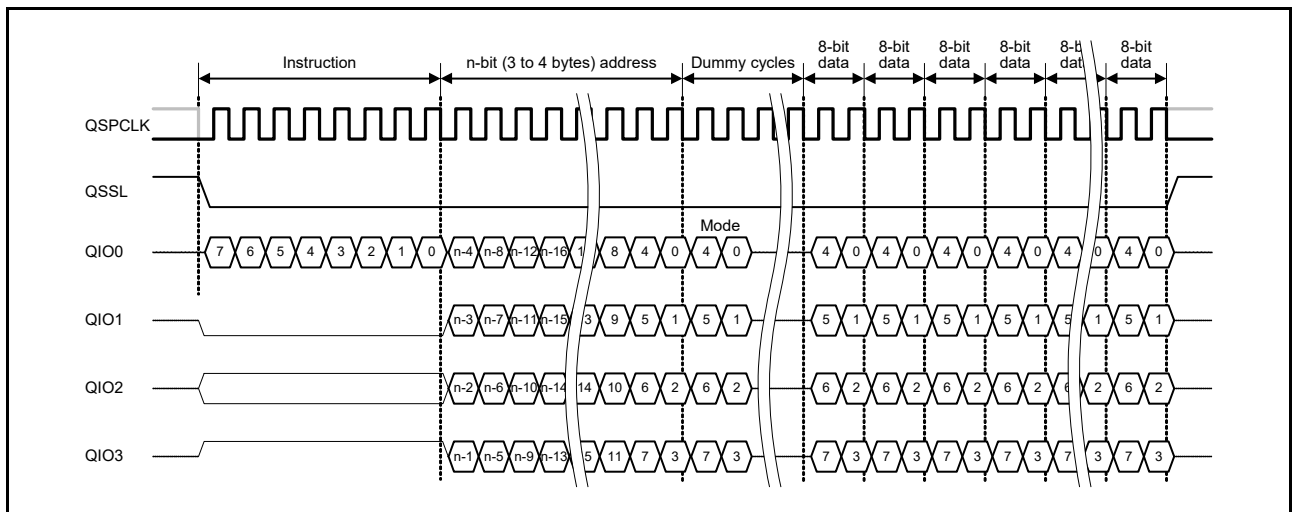 8-bit data 8-bit data 8-bit data 8-bit data 8-bit data
Instruction n-bit (3 to 4 bytes) address Dummy cycles
QSPCLK
QSSL
Mode
QIO0 7 6 5 4 3 2 1 0 n-4 n-8 n-12 n-16 8 4 0 4 0 4 0 4 0 4 0 4 0 4 0 4 0
QIO1 n-3 n-7 n-11 n-15 9 5 1 5 1 5 1 5 1 5 1 5 1 5 1 5 1
QIO2 n-2 n-6 n-10 n-14 14 10 6 2 6 2 6 2 6 2 6 2 6 2 6 2 6 2
QIO3 n-1 n-5 n-9 n-13 11 7 3 7 3 7 3 7 3 7 3 7 3 7 3 7 3